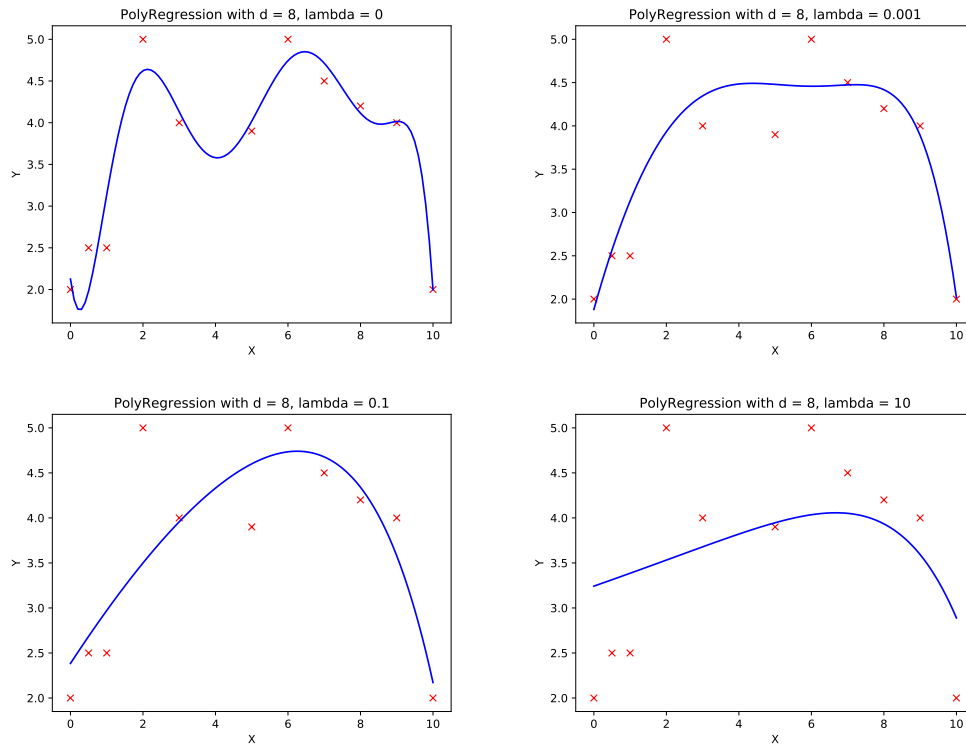 PolyRegression with d = 8, lambda = 0
5.0
4.5
4.0
3.5
3.0
2.5
2.0
Y
0 2 4 6 8 10
X
PolyRegression with d = 8, lambda = 0.001
5.0
4.5
4.0
3.5
3.0
2.5
2.0
Y
0 2 4 6 8 10
X
PolyRegression with d = 8, lambda = 0.1
5.0
4.5
4.0
3.5
3.0
2.5
2.0
Y
0 2 4 6 8 10
X
PolyRegression with d = 8, lambda = 10
5.0
4.5
4.0
3.5
3.0
2.5
2.0
Y
0 2 4 6 8 10
X